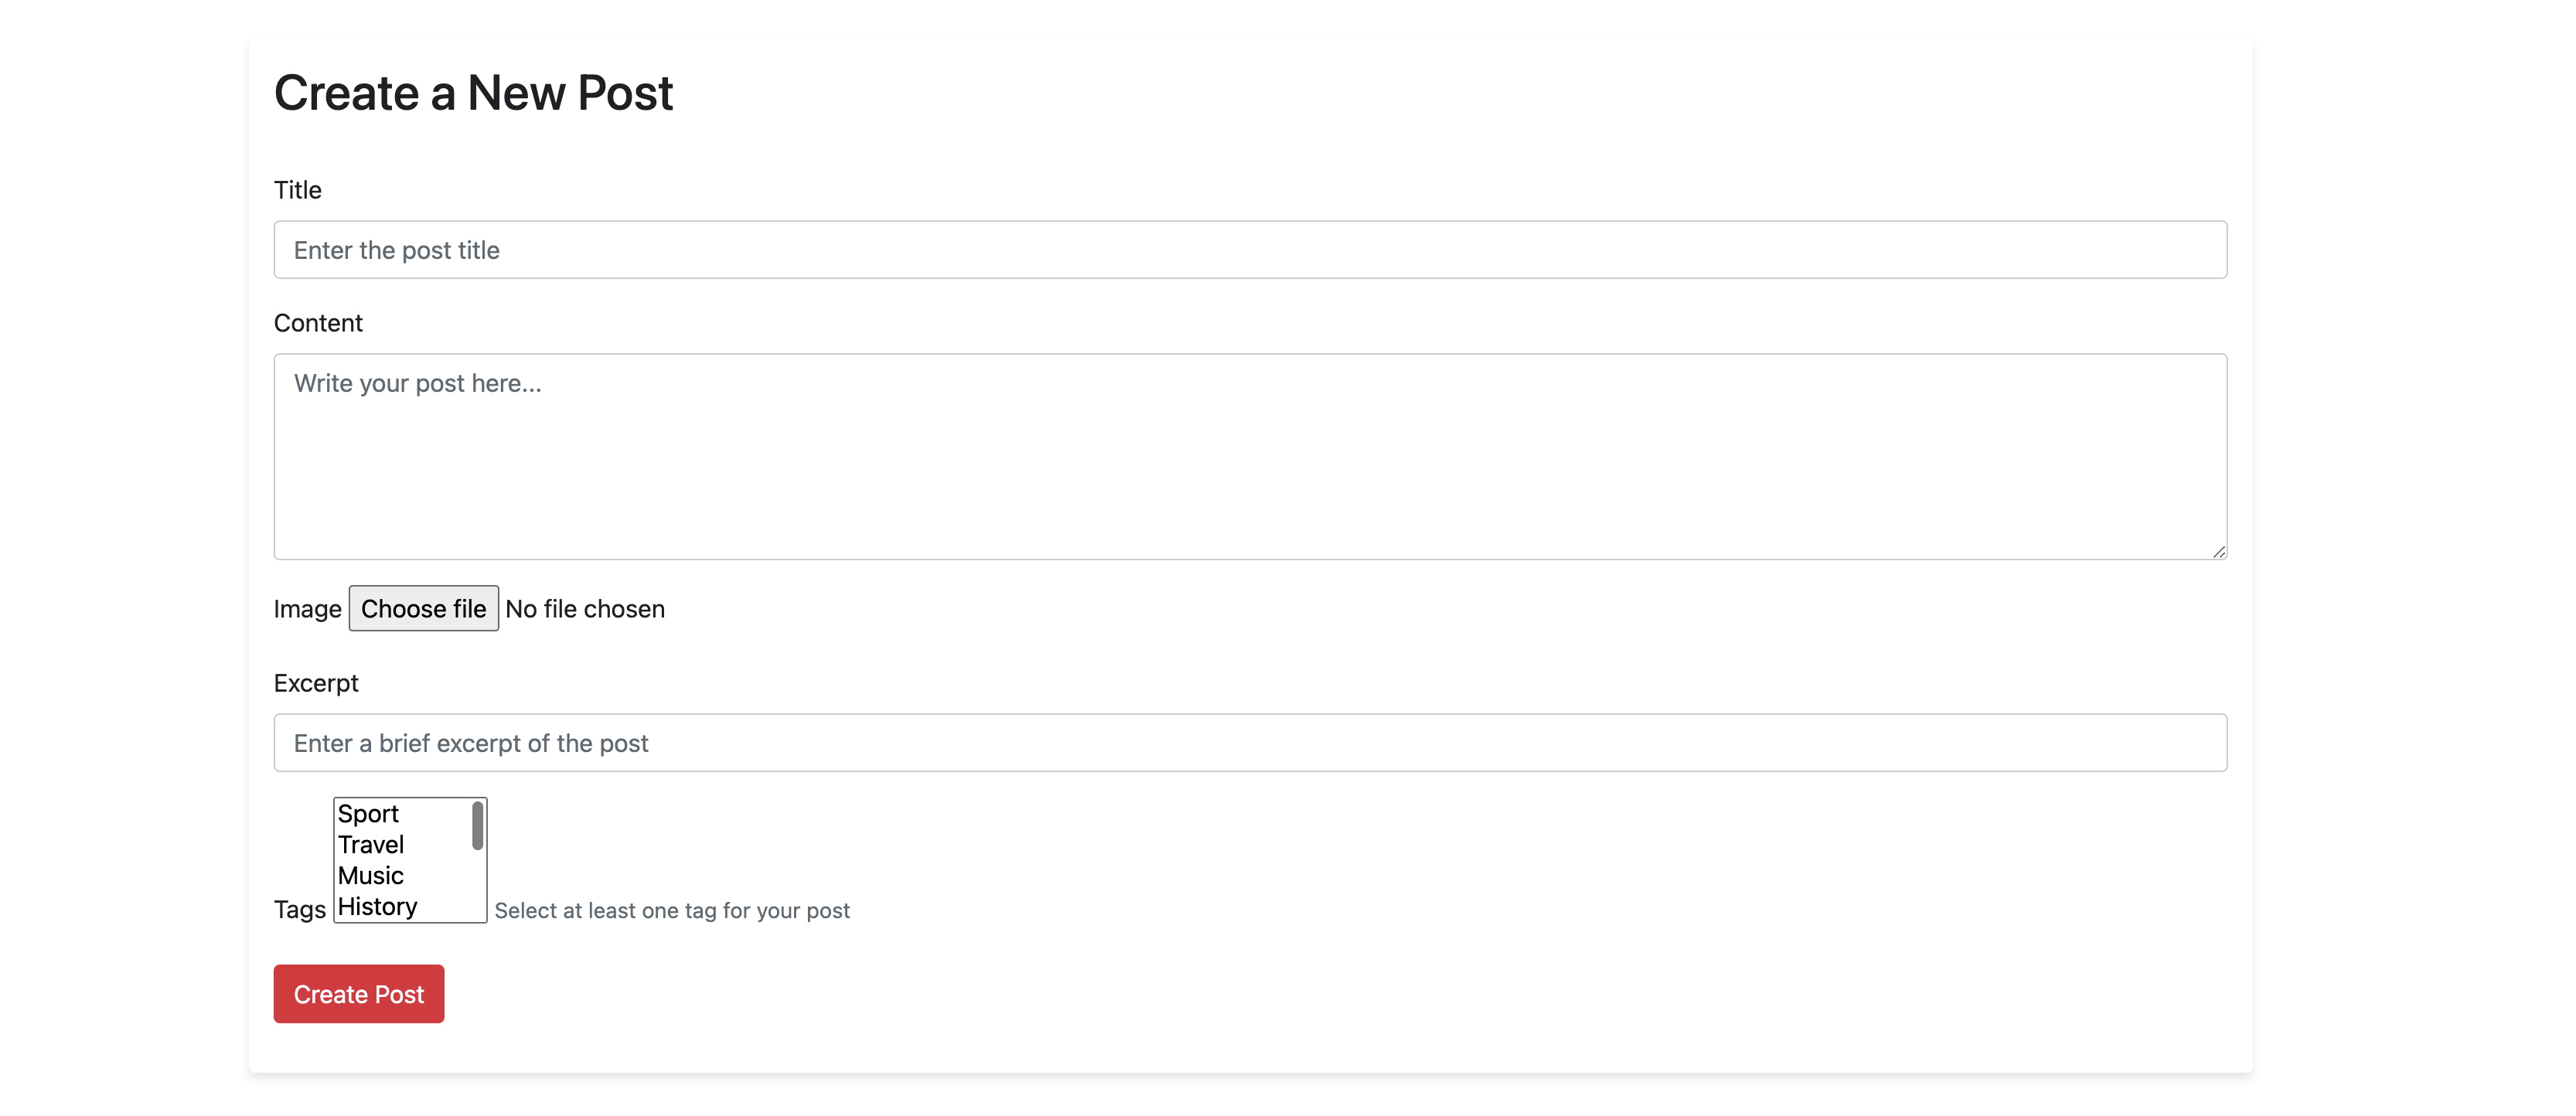 Create a New Post
Title
Enter the post title
Content
Write your post here...
Image Choose file No file chosen
Excerpt
Enter a brief excerpt of the post
Sport
Travel
Music
History
Tags Select at least one tag for your post
Create Post